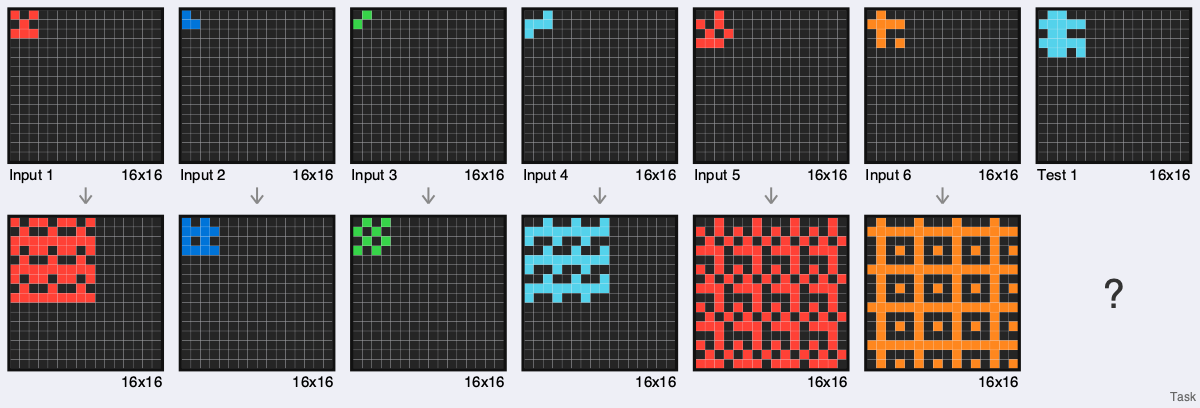 Input 1 16x16
Input 2 16x16
Input 3 16x16
Input 4 16x16
Input 5 16x16
Input 6 16x16
Test 1 16x16
?
16x16
16x16
16x16
16x16
16x16
16x16
Task